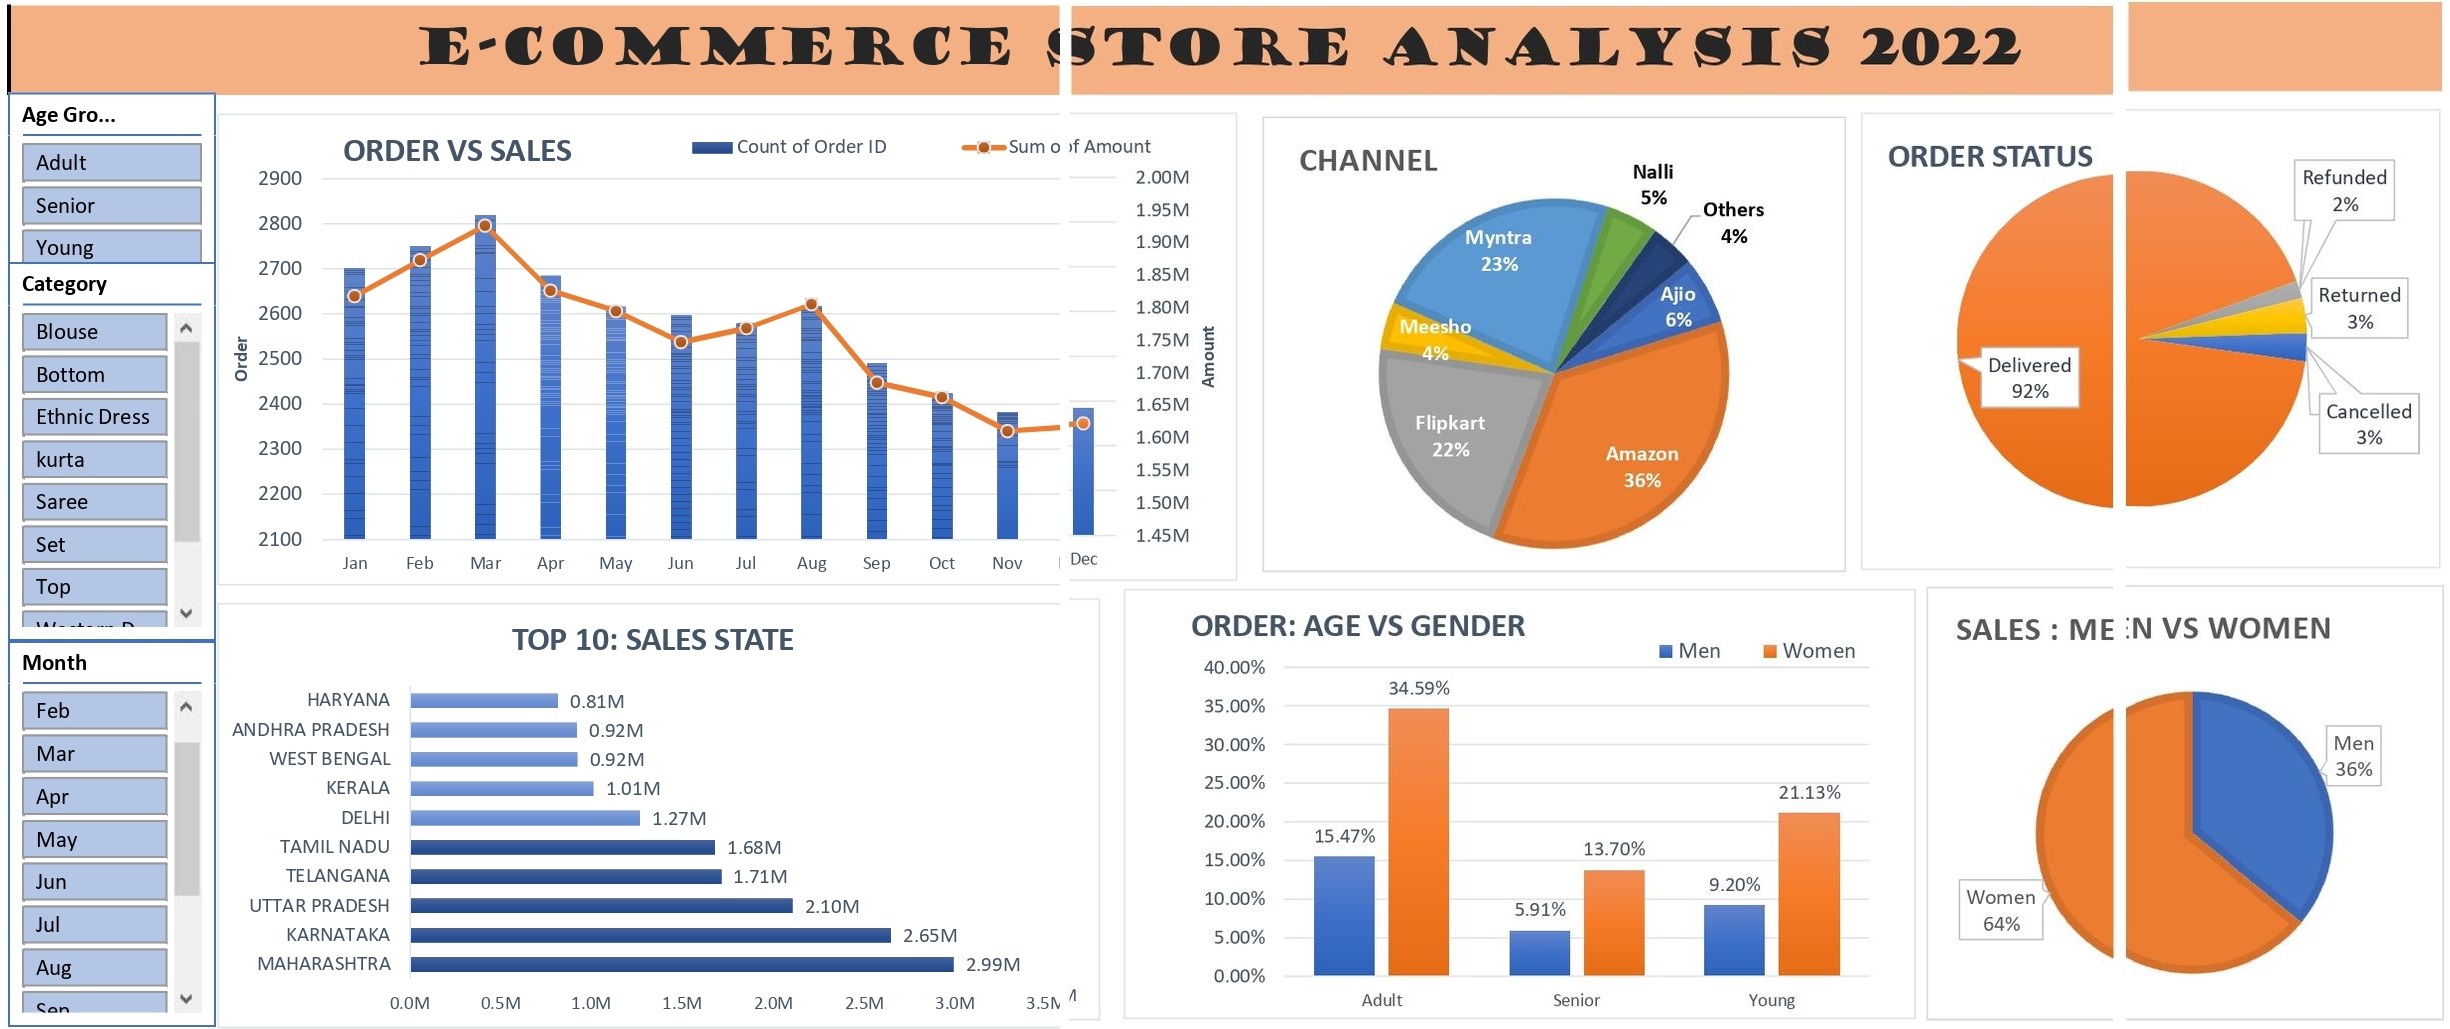 E-COMMERCE STORE ANALYSIS 2022
Age Gro...
Adult
Senior
Young
Category
Blouse
Bottom
Ethnic Dress
kurta
Saree
Set
Top
Month
Feb
Mar
Apr
May
Jun
Jul
Aug
Sep
ORDER VS SALES
Count of Order ID
Sum o of Amount
Order
2900
2800
2700
2600
2500
2400
2300
2200
2100
Jan Feb Mar Apr May Jun Jul Aug Sep Oct Nov Dec
2.00M
1.95M
1.90M
1.85M
1.80M
1.75M
1.70M
1.65M
1.60M
1.55M
1.50M
1.45M
Amount
CHANNEL
Nalli
5%
Others
4%
Ajio
6%
Amazon
36%
Flipkart
22%
Meesho
4%
Myntra
23%
ORDER STATUS
Refunded
2%
Returned
3%
Cancelled
3%
Delivered
92%
TOP 10: SALES STATE
HARYANA 0.81M
ANDHRA PRADESH 0.92M
WEST BENGAL 0.92M
KERALA 1.01M
DELHI 1.27M
TAMIL NADU 1.68M
TELANGANA 1.71M
UTTAR PRADESH 2.10M
KARNATAKA 2.65M
MAHARASHTRA 2.99M
0.0M 0.5M 1.0M 1.5M 2.0M 2.5M 3.0M 3.5M
ORDER: AGE VS GENDER
Men Women
40.00%
35.00%
30.00%
25.00%
20.00%
15.00%
10.00%
5.00%
0.00%
15.47% 34.59%
5.91% 13.70%
9.20% 21.13%
Adult Senior Young
SALES : MEN VS WOMEN
Men
36%
Women
64%